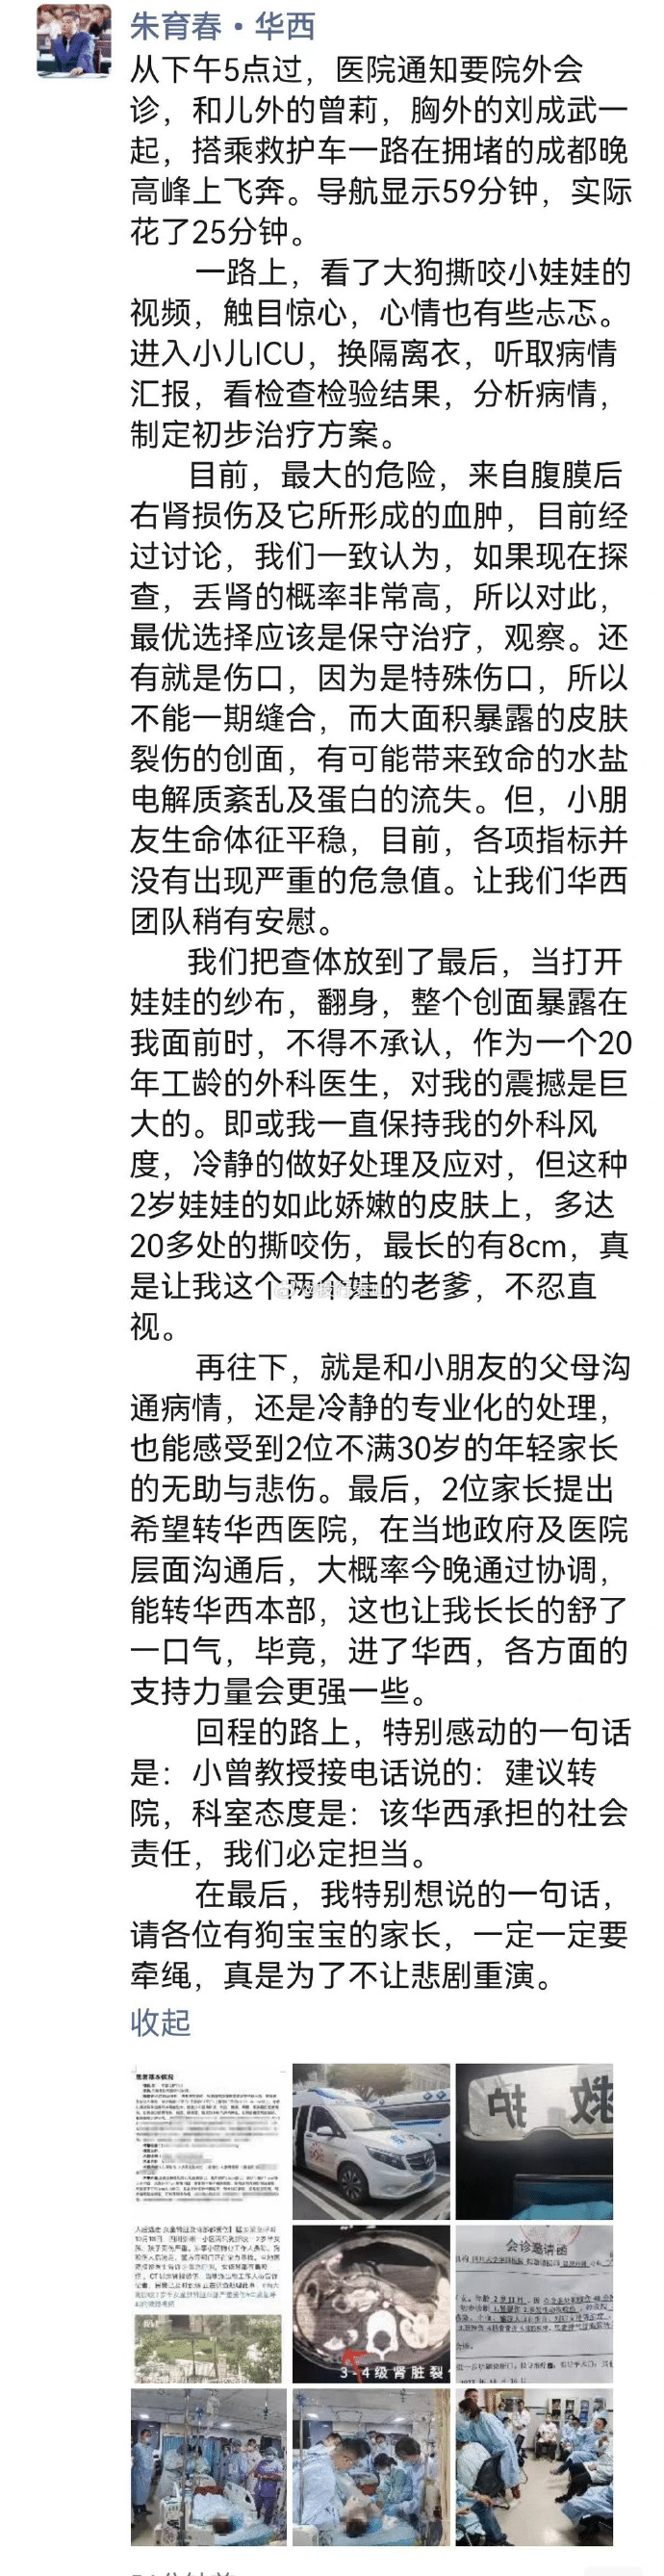 朱育春·华西
从下午5点过，医院通知要院外会
诊，和儿外的曾莉，胸外的刘成武一
起，搭乘救护车一路在拥堵的成都晚
高峰上飞奔。导航显示59分钟，实际
花了25分钟。
一路上，看了大狗撕咬小娃娃的
视频，触目惊心，心情也有些忐忑。
进入小儿ICU，换隔离衣，听取病情
汇报，看检查检验结果，分析病情，
制定初步治疗方案。
目前，最大的危险，来自腹膜后
右肾损伤及它所形成的血肿，目前经
过讨论，我们一致认为，如果现在探
查，丢肾的概率非常高，所以对此，
最优选择应该是保守治疗，观察。还
有就是伤口，因为是特殊伤口，所以
不能一期缝合，而大面积暴露的皮肤
裂伤的创面，有可能带来致命的水盐
电解质紊乱及蛋白的流失。但，小朋
友生命体征平稳，目前，各项指标并
没有出现严重的危急值。让我们华西
团队稍有安慰。
我们把查体放到了最后，当打开
娃娃的纱布，翻身，整个创面暴露在
我面前时，不得不承认，作为一个20
年工龄的外科医生，对我的震撼是巨
大的。即或我一直保持我的外科风
度，冷静的做好处理及应对，但这种
2岁娃娃的如此娇嫩的皮肤上，多达
20多处的撕咬伤，最长的有8cm，真
是让我这个两个娃的老爹，不忍直
视。
再往下，就是和小朋友的父母沟
通病情，还是冷静的专业化的处理，
也能感受到2位不满30岁的年轻家长
的无助与悲伤。最后，2位家长提出
希望转华西医院，在当地政府及医院
层面沟通后，大概率今晚通过协调，
能转华西本部，这也让我长长的舒了
一口气，毕竟，进了华西，各方面的
支持力量会更强一些。
回程的路上，特别感动的一句话
是：小曾教授接电话说的：建议转
院，科室态度是：该华西承担的社会
责任，我们必定担当。
在最后，我特别想说的一句话，
请各位有狗宝宝的家长，一定一定要
牵绳，真是为了不让悲剧重演。
收起
会诊邀请函
3-4级肾脏裂